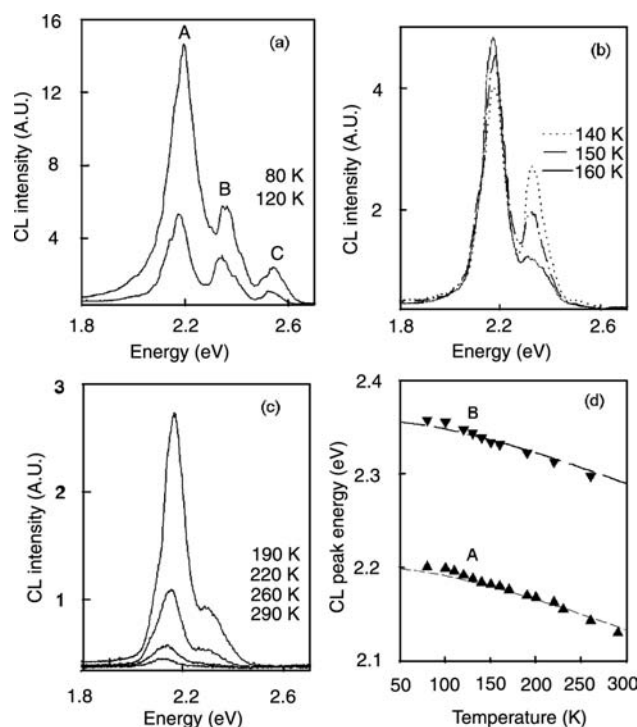 (a)
CL intensity (A.U.)
16
14
12
8
4
A
B
C
80 K
120 K
1.8
2.2
2.6
Energy (eV)
(b)
CL intensity (A.U.)
4
2
140 K
150 K
160 K
1.8
2.2
2.6
Energy (eV)
(c)
CL intensity (A.U.)
3
2
1
190 K
220 K
260 K
290 K
1.8
2.2
2.6
Energy (eV)
(d)
CL peak energy (eV)
2.4
2.3
2.2
2.1
B
A
50 100 150 200 250 300
Temperature (K)